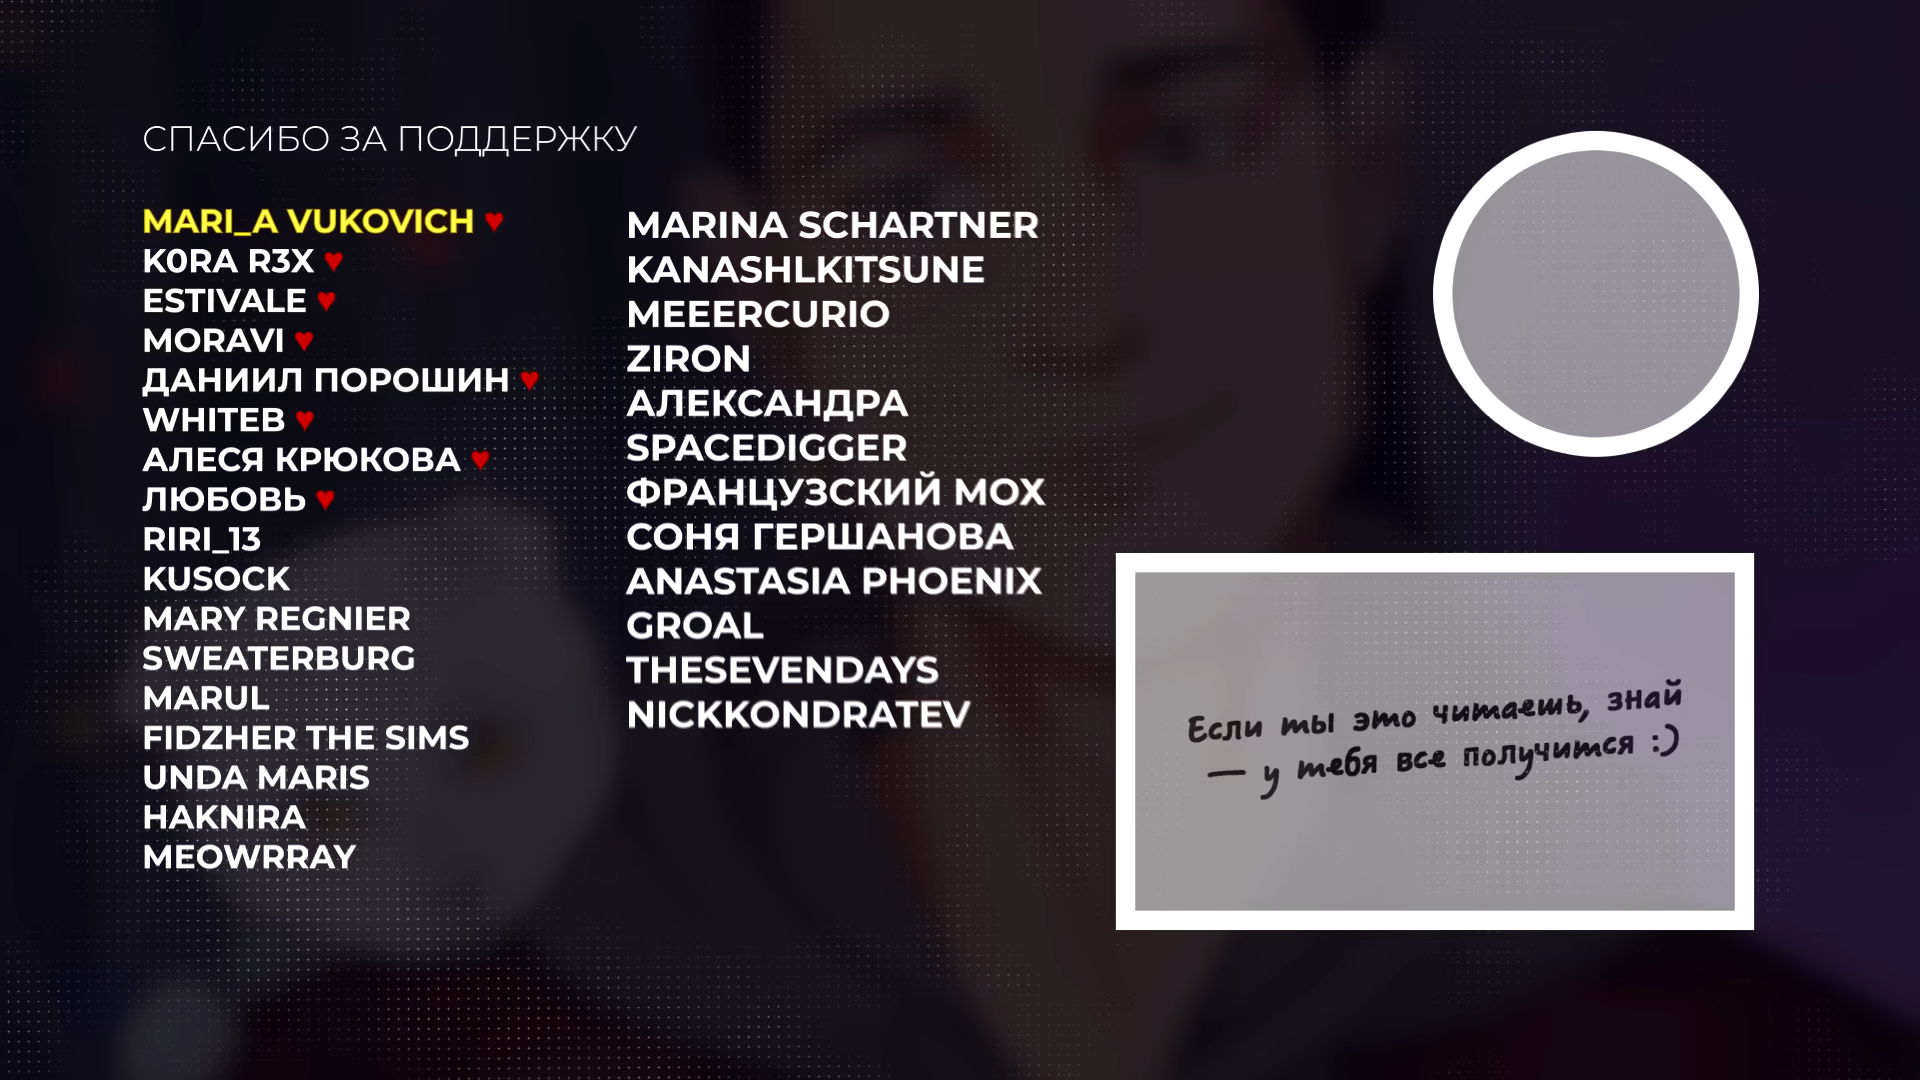 СПАСИБО ЗА ПОДДЕРЖКУ
MARI_A VUKOVICH ♥
K0RA R3X ♥
ESTIVALE ♥
MORAVI ♥
ДАНИИЛ ПОРОШИН ♥
WHITEB ♥
АЛЕСЯ КРЮКОВА ♥
ЛЮБОВЬ ♥
RIRI_13
KUSOCK
MARY REGNIER
SWEATERBURG
MARUL
FIDZHER THE SIMS
UNDA MARIS
HAKNIRA
MEOWRRAY
MARINA SCHARTNER
KANASHLKITSUNE
MEEERCURIO
ZIRON
АЛЕКСАНДРА
SPACEDIGGER
ФРАНЦУЗСКИЙ МОХ
СОНЯ ГЕРШАНОВА
ANASTASIA PHOENIX
GROAL
THESEVENDAYS
NICKKONDRATEV
Если ты это читаешь, знай
— у тебя все получится :)